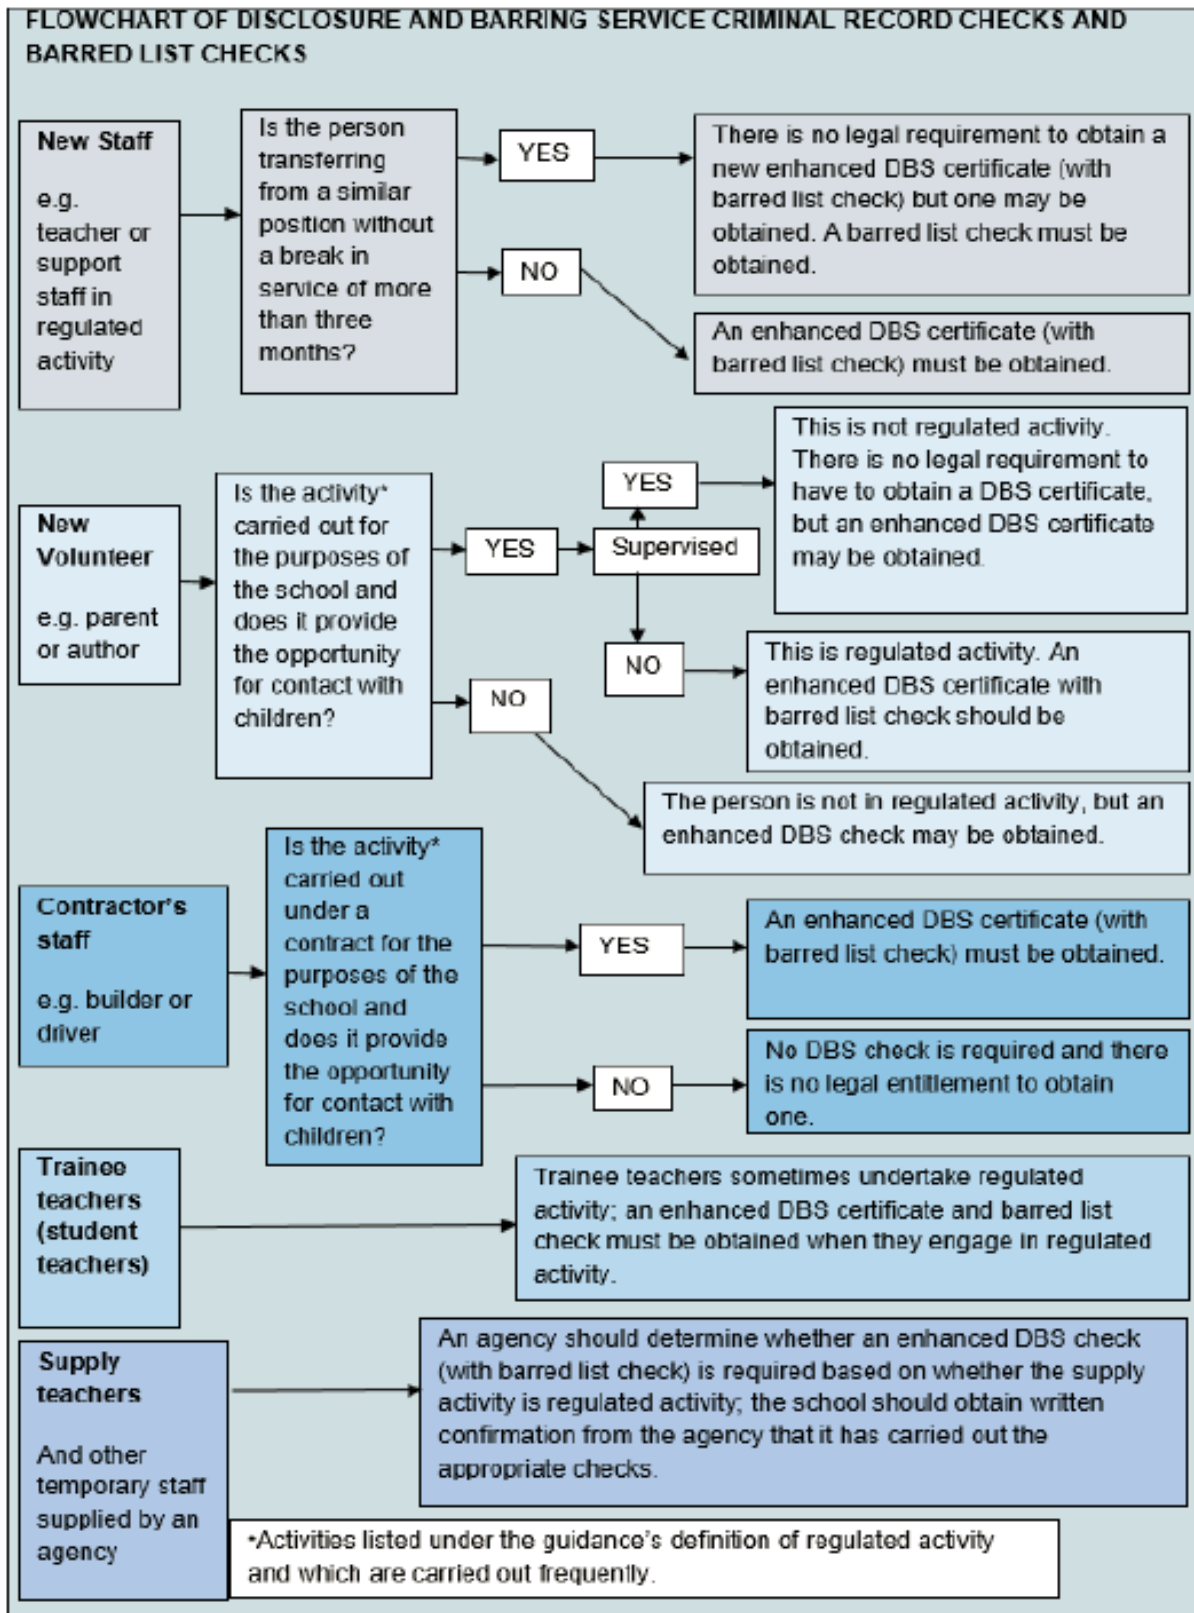 FLOWCHART OF DISCLOSURE AND BARRING SERVICE CRIMINAL RECORD CHECKS AND
BARRED LIST CHECKS
New Staff
e.g.
teacher or
support
staff in
regulated
activity
Is the person
transferring
from a similar
position without
a break in
service of more
than three
months?
YES
There is no legal requirement to obtain a
new enhanced DBS certificate (with
barred list check) but one may be
obtained. A barred list check must be
obtained.
NO
An enhanced DBS certificate (with
barred list check) must be obtained.
New
Volunteer
e.g. parent
or author
Is the activity*
carried out for
the purposes of
the school and
does it provide
the opportunity
for contact with
children?
YES
Supervised
YES
This is not regulated activity.
There is no legal requirement to
have to obtain a DBS certificate,
but an enhanced DBS certificate
may be obtained.
NO
This is regulated activity. An
enhanced DBS certificate with
barred list check should be
obtained.
NO
The person is not in regulated activity, but an
enhanced DBS check may be obtained.
Contractor's
staff
e.g. builder or
driver
Is the activity*
carried out
under a
contract for the
purposes of the
school and
does it provide
the opportunity
for contact with
children?
YES
An enhanced DBS certificate (with
barred list check) must be obtained.
NO
No DBS check is required and there
is no legal entitlement to obtain
one.
Trainee
teachers
(student
teachers)
Trainee teachers sometimes undertake regulated
activity; an enhanced DBS certificate and barred list
check must be obtained when they engage in regulated
activity.
Supply
teachers
And other
temporary staff
supplied by an
agency
An agency should determine whether an enhanced DBS check
(with barred list check) is required based on whether the supply
activity is regulated activity; the school should obtain written
confirmation from the agency that it has carried out the
appropriate checks.
*Activities listed under the guidance's definition of regulated activity
and which are carried out frequently.